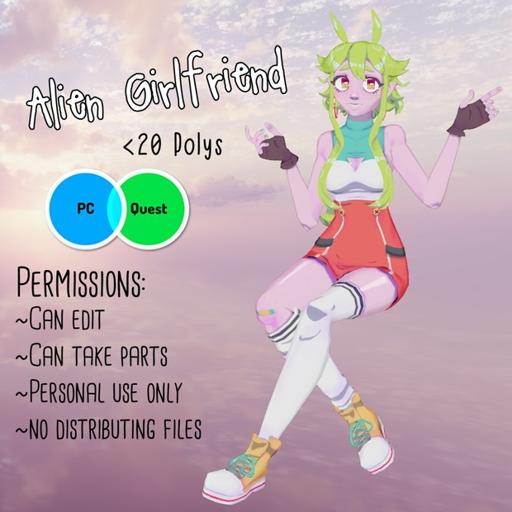 Alien Girlfriend
<20 Polys
PC Quest
PERMISSIONS:
~CAN EDIT
~CAN TAKE PARTS
~PERSONAL USE ONLY
~NO DISTRIBUTING FILES